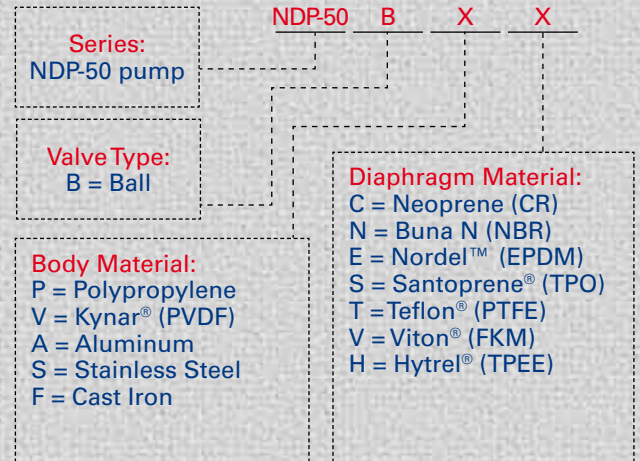 NDP-50 B X X
Series:
NDP-50 pump
Valve Type:
B = Ball
Body Material:
P = Polypropylene
V = Kynar® (PVDF)
A = Aluminum
S = Stainless Steel
F = Cast Iron
Diaphragm Material:
C = Neoprene (CR)
N = Buna N (NBR)
E = Nordel™ (EPDM)
S = Santoprene® (TPO)
T = Teflon® (PTFE)
V = Viton® (FKM)
H = Hytrel® (TPEE)